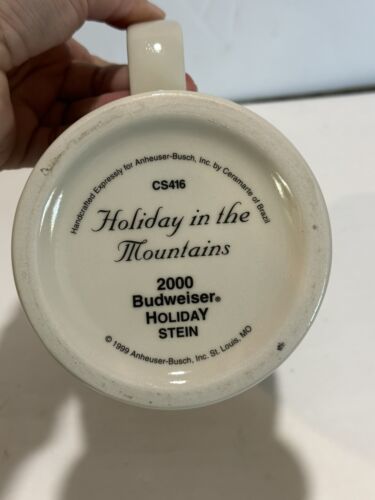 Handcrafted Expressly for Anheuser-Busch, Inc. by Ceramarte of Brazil
CS416
Holiday in the
Mountains
2000
Budweiser®
HOLIDAY
STEIN
© 1999 Anheuser-Busch, Inc. St. Louis, MO